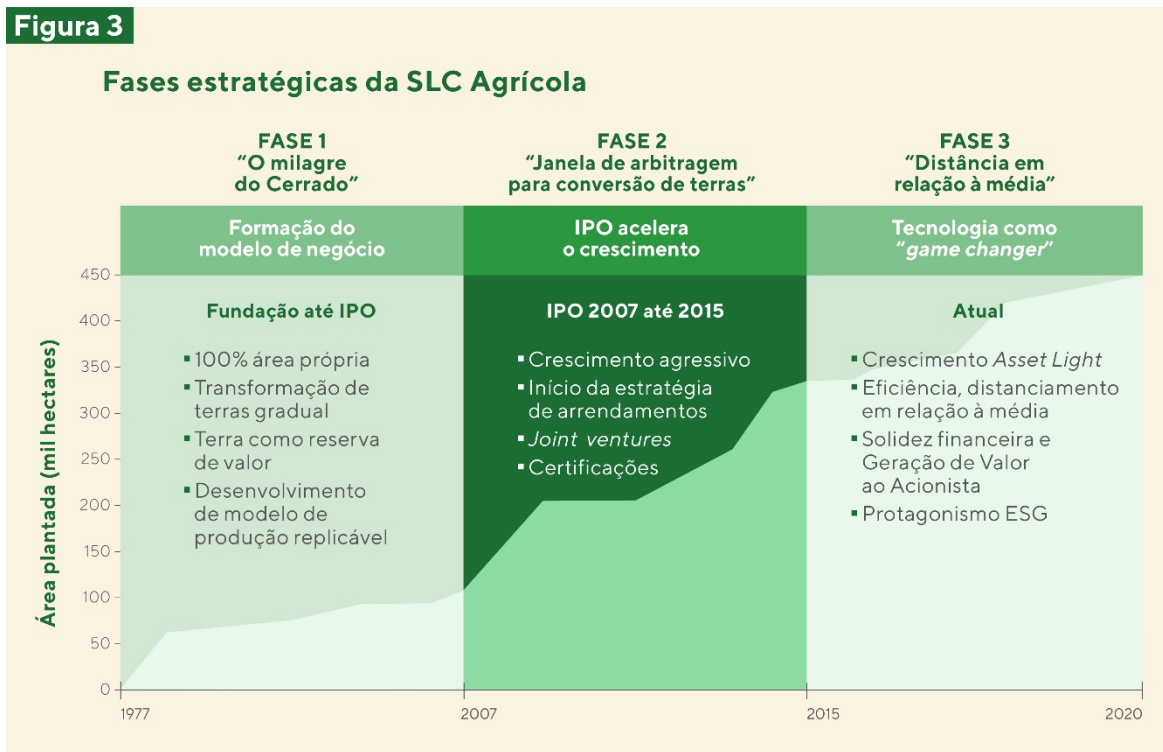 Figura 3
Fases estratégicas da SLC Agrícola
FASE 1
“O milagre
do Cerrado”
FASE 2
“Janela de arbitragem
para conversão de terras”
FASE 3
“Distância em
relação à média”
Formação do
modelo de negócio
IPO acelera
o crescimento
Tecnologia como
“game changer”
Fundação até IPO
▪ 100% área própria
▪ Transformação de
terras gradual
▪ Terra como reserva
de valor
▪ Desenvolvimento
de modelo de
produção replicável
IPO 2007 até 2015
▪ Crescimento agressivo
▪ Início da estratégia
de arrendamentos
▪ Joint ventures
▪ Certificações
Atual
▪ Crescimento Asset Light
▪ Eficiência, distanciamento
em relação à média
▪ Solidez financeira e
Geração de Valor
ao Acionista
▪ Protagonismo ESG
Área plantada (mil hectares)
450
400
350
300
250
200
150
100
50
0
1977
2007
2015
2020